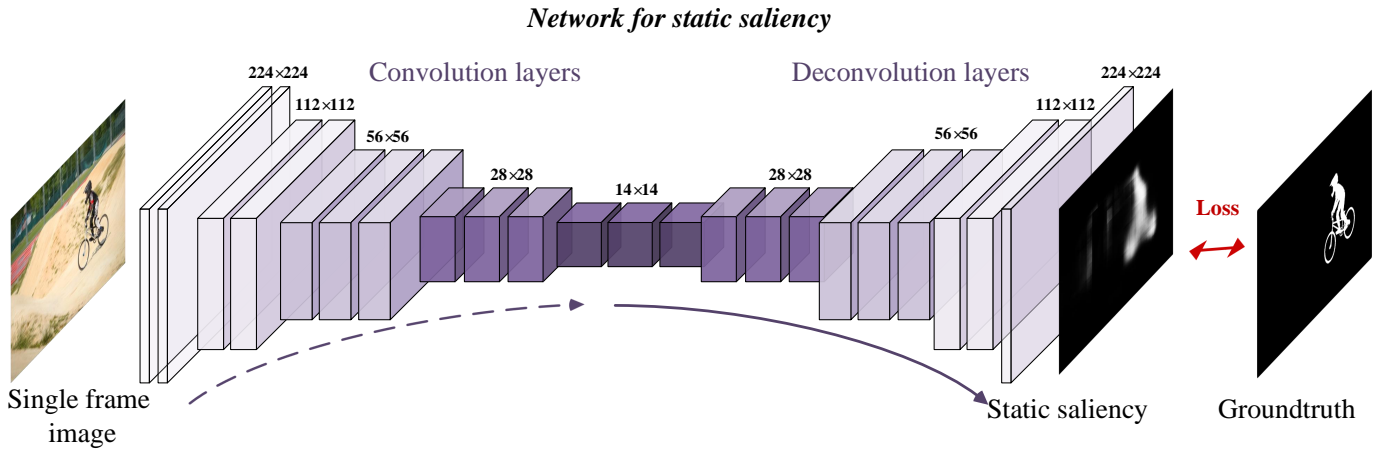 Network for static saliency
Convolution layers
Deconvolution layers
224×224
112×112
56×56
28×28
14×14
28×28
56×56
112×112
224×224
Loss
Single frame
image
Static saliency
Groundtruth